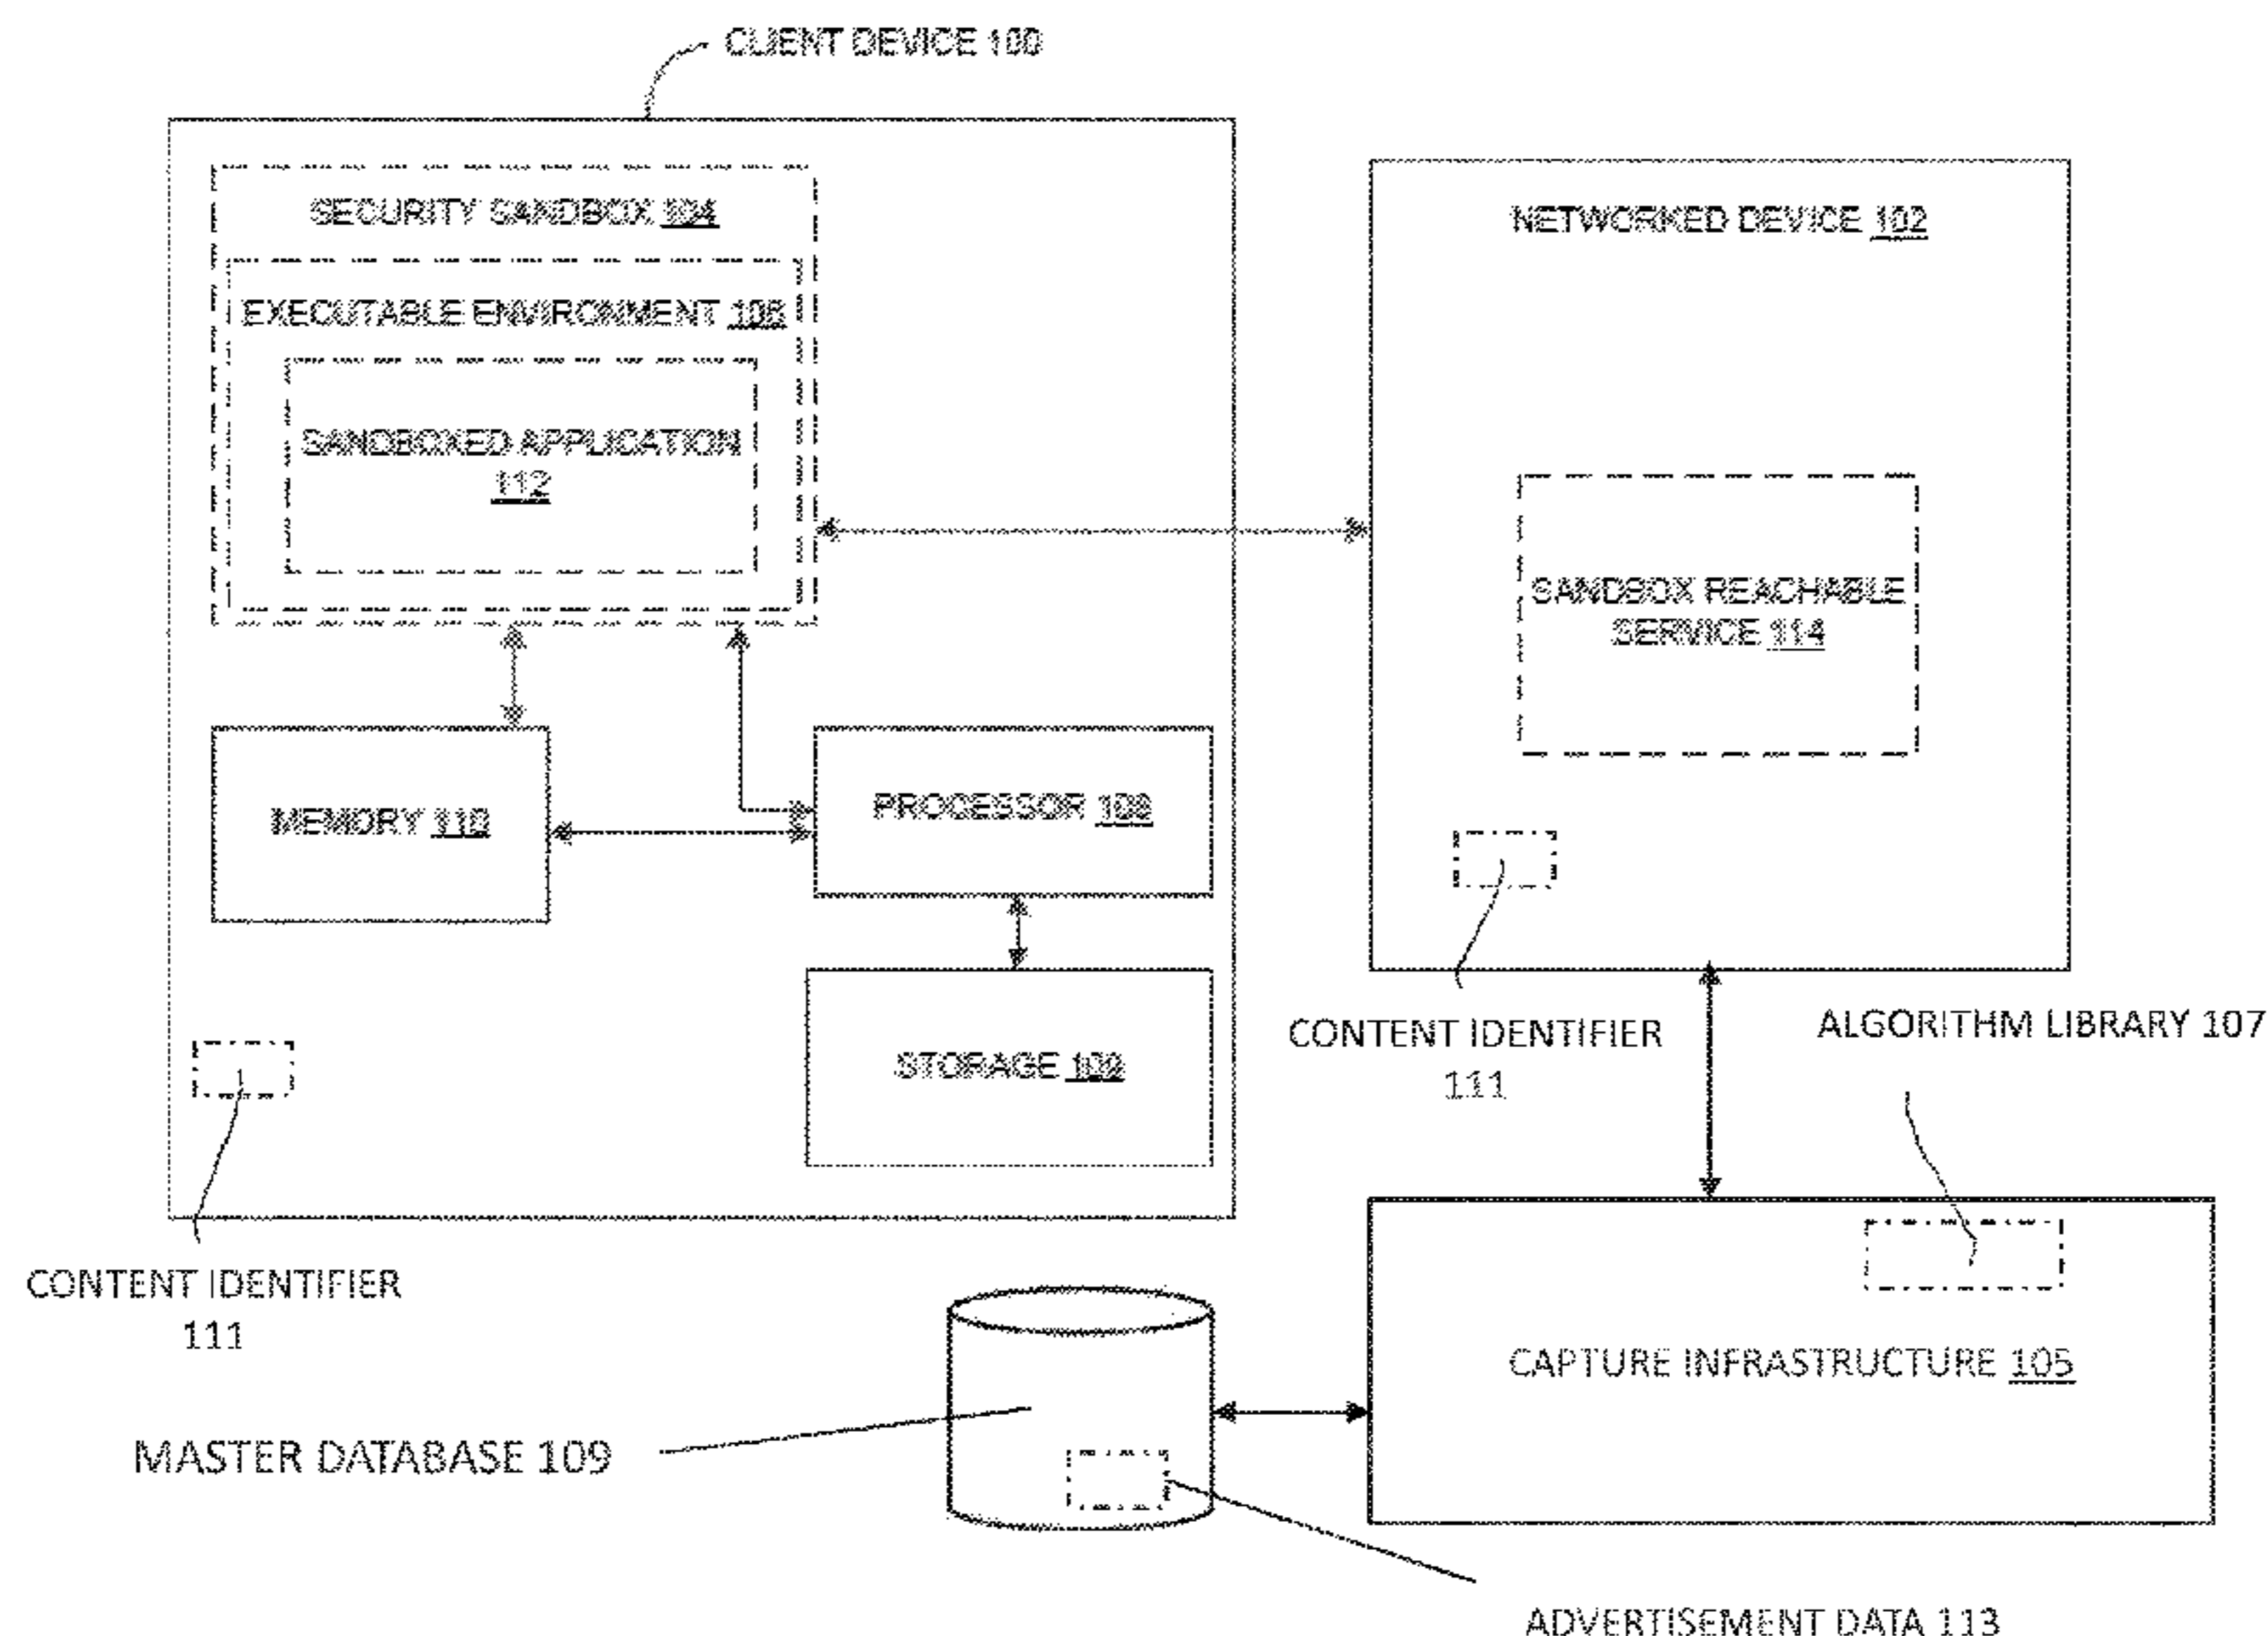 CLIENT DEVICE 100
SECURITY SANDBOX 104
EXECUTABLE ENVIRONMENT 106
SANDBOXED APPLICATION
112
MEMORY 110
PROCESSOR 108
STORAGE 109
CONTENT IDENTIFIER
111
NETWORKED DEVICE 102
SANDBOX REACHABLE
SERVICE 114
CONTENT IDENTIFIER
111
ALGORITHM LIBRARY 107
CAPTURE INFRASTRUCTURE 105
MASTER DATABASE 109
ADVERTISEMENT DATA 113